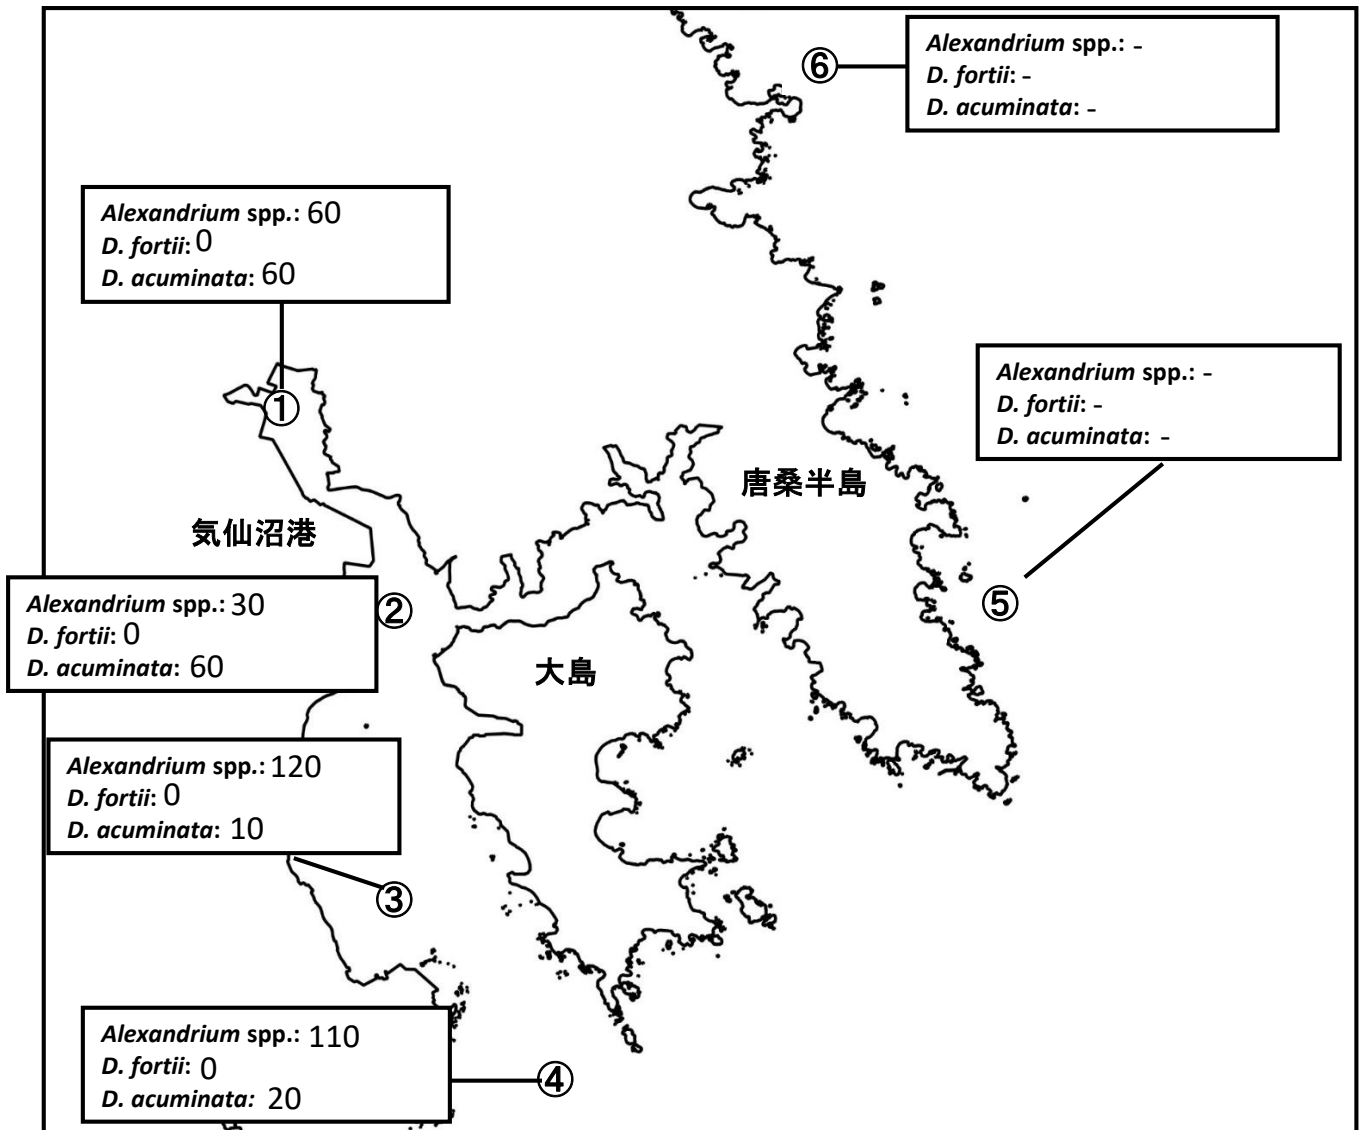 ⑥
Alexandrium spp.: -
D. fortii: -
D. acuminata: -
Alexandrium spp.: 60
D. fortii: 0
D. acuminata: 60
①
Alexandrium spp.: -
D. fortii: -
D. acuminata: -
唐桑半島
気仙沼港
Alexandrium spp.: 30
D. fortii: 0
D. acuminata: 60
②
⑤
大島
Alexandrium spp.: 120
D. fortii: 0
D. acuminata: 10
③
Alexandrium spp.: 110
D. fortii: 0
D. acuminata: 20
④